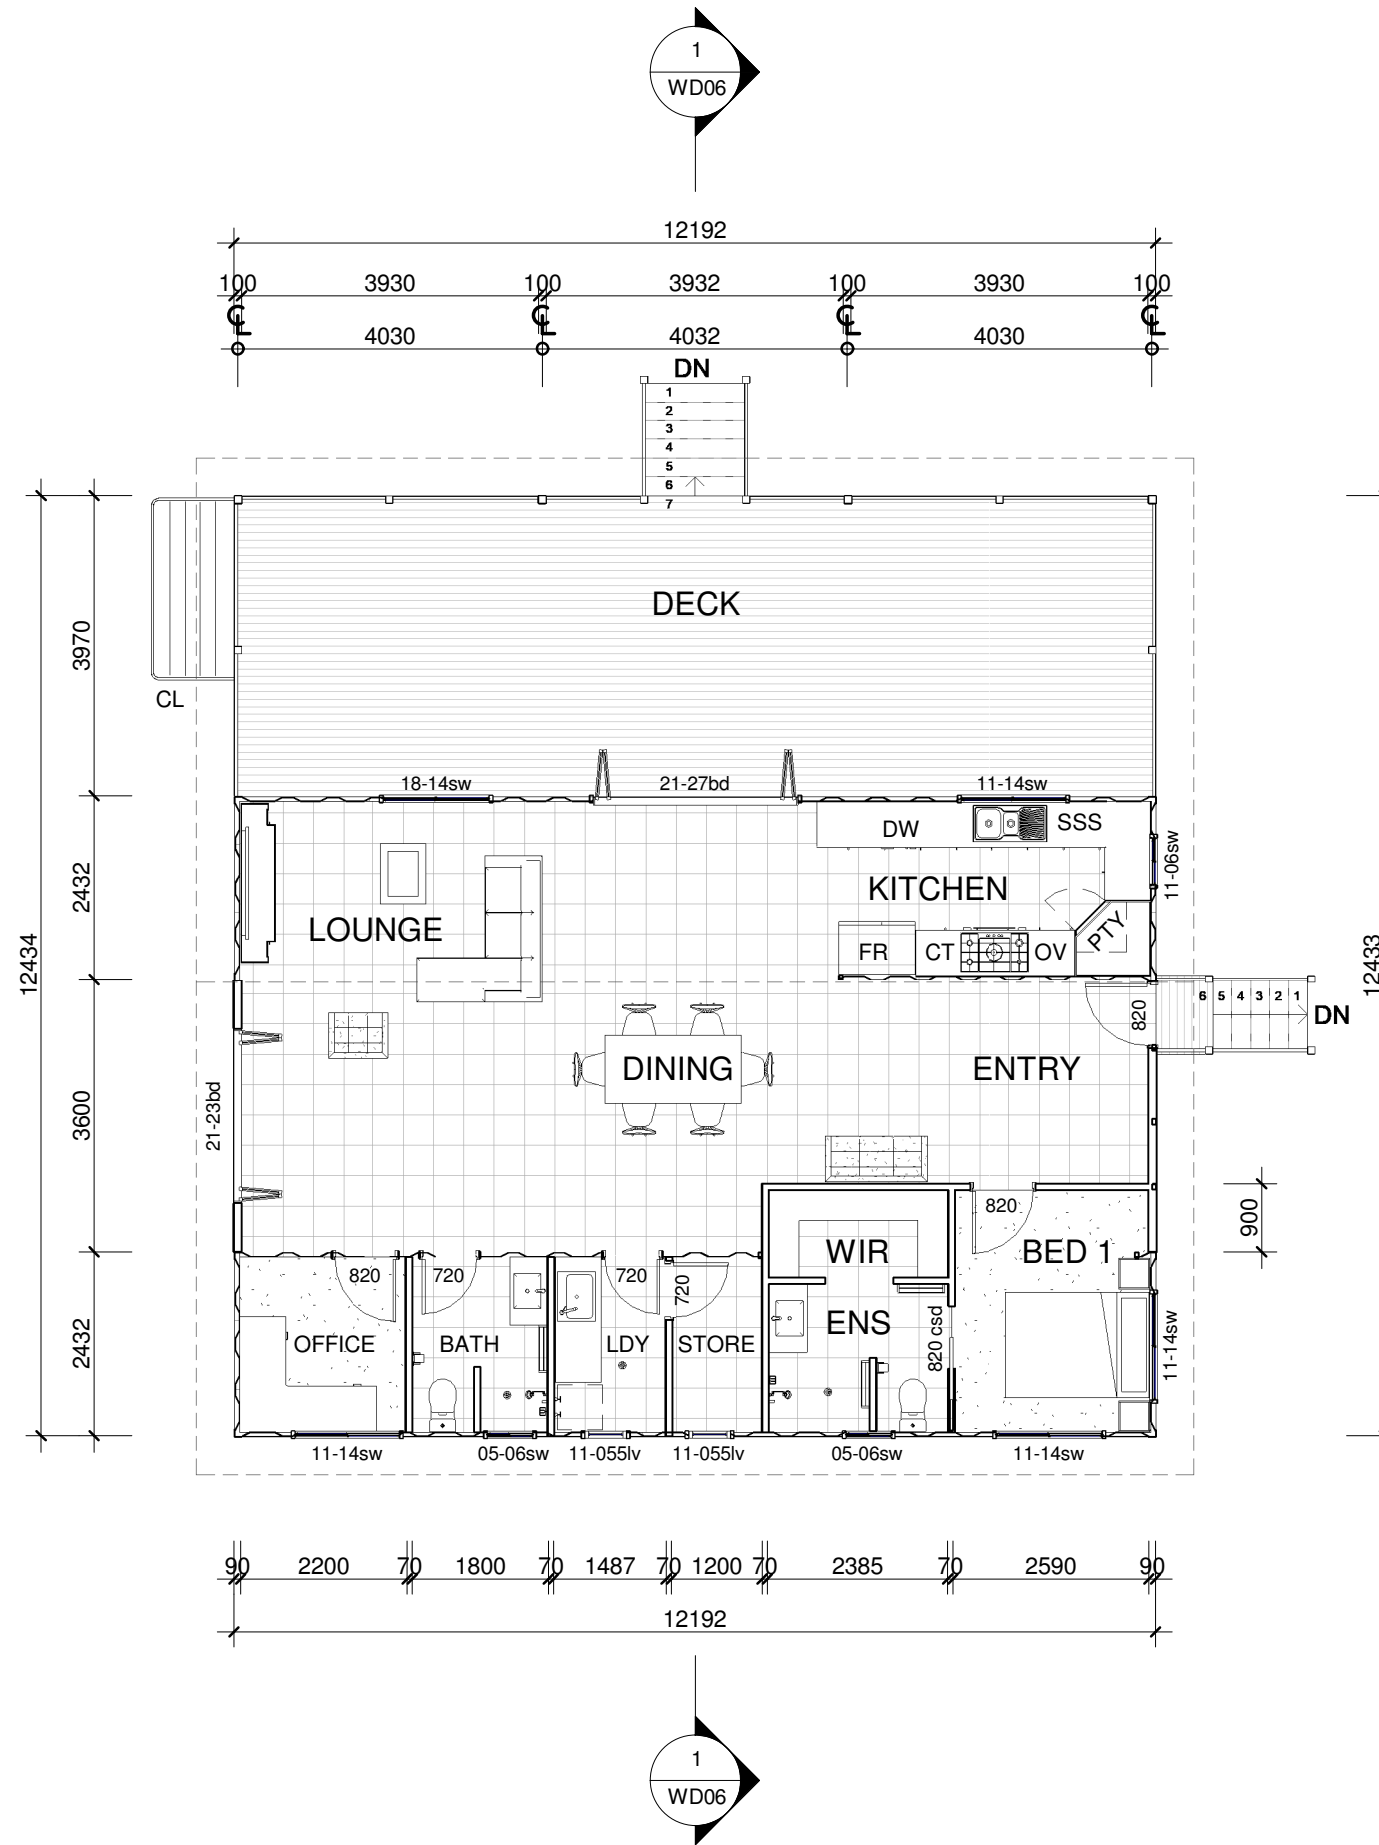 1
WD06
12192
100 3930 100 3932 100 3930 100
℄ ℄ ℄ ℄
4030 4032 4030
DN
1
2
3
4
5
6
7
DECK
3970
CL
18-14sw 21-27bd 11-14sw
DW SSS
11-06sw
KITCHEN
2432
LOUNGE
PTY
FR CT OV
12434
12433
820
6 5 4 3 2 1
DN
DINING ENTRY
21-23bd
3600
820
900
WIR BED 1
820 720 720 720
ENS
820 csd
OFFICE BATH LDY STORE
2432
11-14sw
11-14sw 05-06sw 11-055lv 11-055lv 05-06sw 11-14sw
90 2200 70 1800 70 1487 70 1200 70 2385 70 2590 90
12192
1
WD06